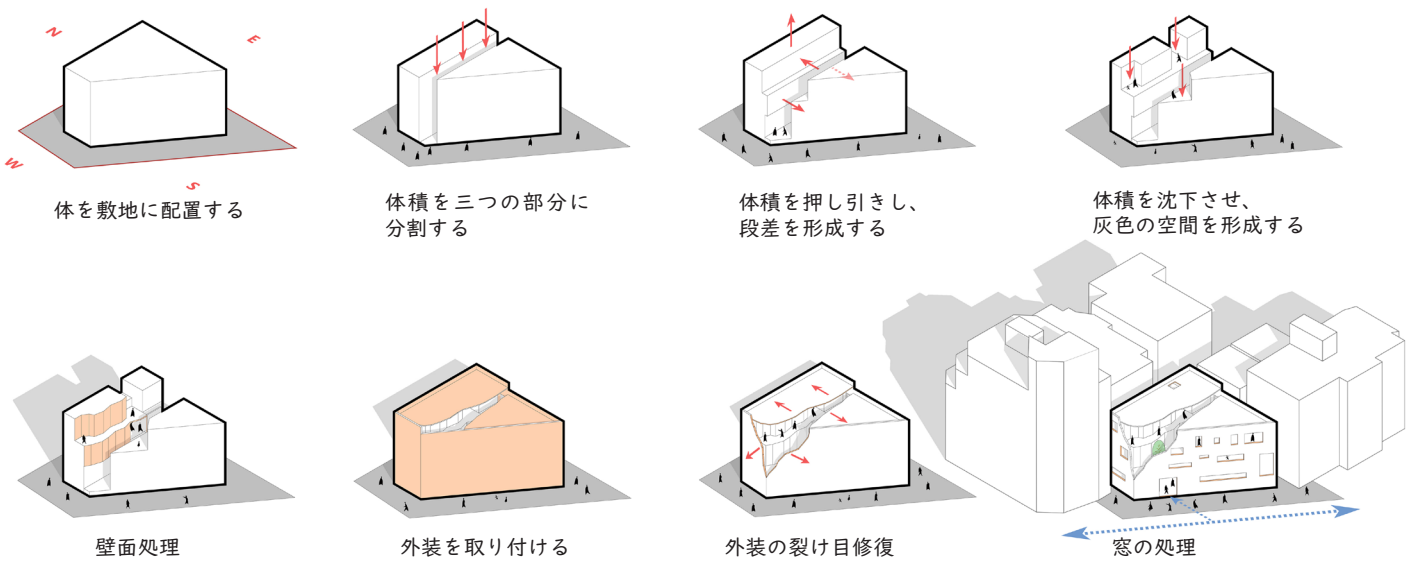 N
E
W
S
体を敷地に配置する
体積を三つの部分に
分割する
体積を押し引きし、
段差を形成する
体積を沈下させ、
灰色の空間を形成する
壁面処理
外装を取り付ける
外装の裂け目修復
窓の処理